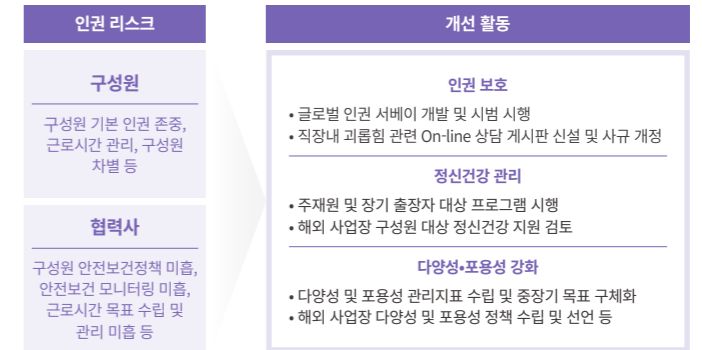 인권 리스크
구성원
구성원 기본 인권 존중,
근로시간 관리, 구성원
차별 등
협력사
구성원 안전보건정책 미흡,
안전보건 모니터링 미흡,
근로시간 목표 수립 및
관리 미흡 등
개선 활동
인권 보호
• 글로벌 인권 서베이 개발 및 시범 시행
• 직장내 괴롭힘 관련 On-line 상담 게시판 신설 및 사규 개정
정신건강 관리
• 주재원 및 장기 출장자 대상 프로그램 시행
• 해외 사업장 구성원 대상 정신건강 지원 검토
다양성•포용성 강화
• 다양성 및 포용성 관리지표 수립 및 중장기 목표 구체화
• 해외 사업장 다양성 및 포용성 정책 수립 및 선언 등